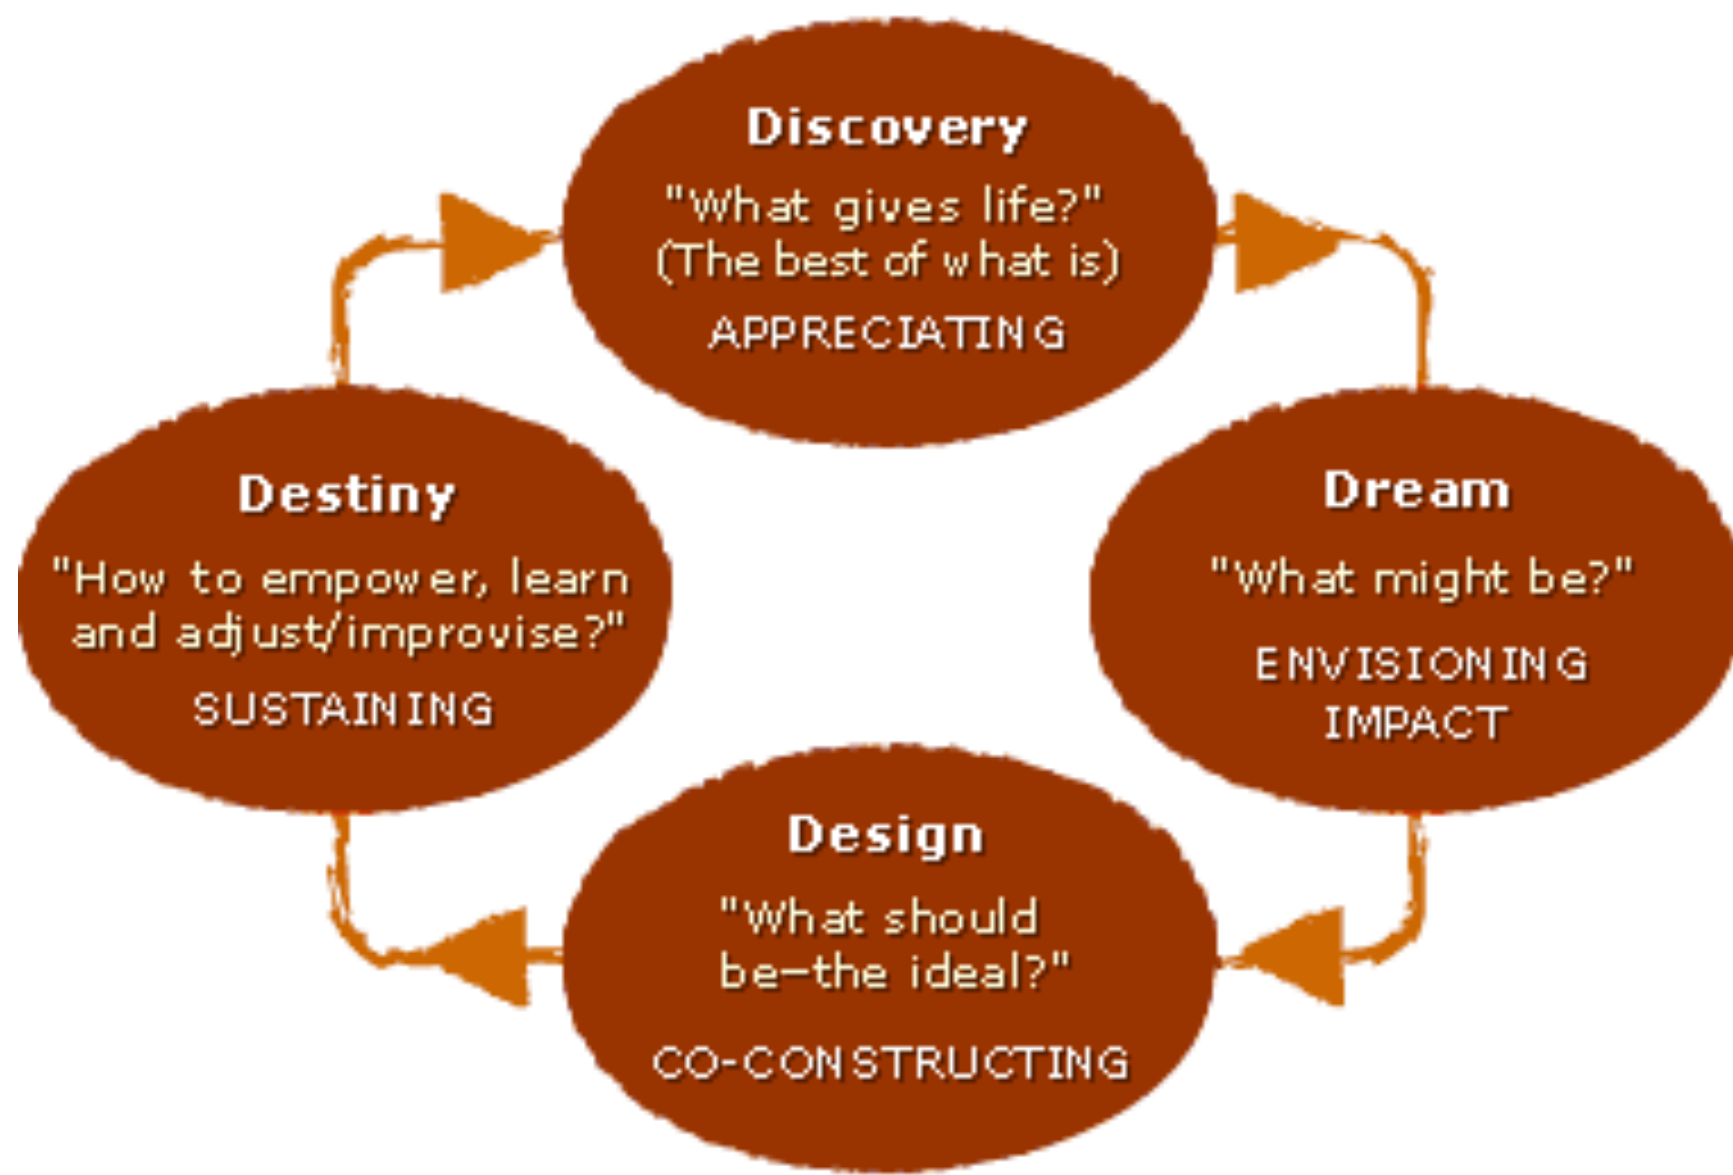 Discovery
"What gives life?"
(The best of what is)
APPRECIATING
Dream
"What might be?"
ENVISIONING
IMPACT
Design
"What should
be—the ideal?"
CO-CONSTRUCTING
Destiny
"How to empower, learn
and adjust/improvise?"
SUSTAINING